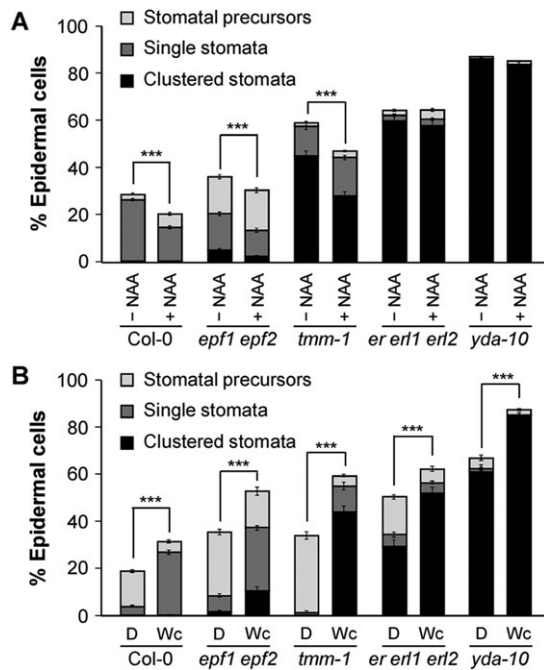 A
100
80
60
40
20
0
% Epidermal cells
Stomatal precursors
Single stomata
Clustered stomata
*** *** ***
– NAA + NAA – NAA + NAA – NAA + NAA – NAA + NAA – NAA + NAA
Col-0 epf1 epf2 tmm-1 er erl1 erl2 yda-10
B
100
80
60
40
20
0
% Epidermal cells
Stomatal precursors
Single stomata
Clustered stomata
*** *** *** *** ***
D Wc D Wc D Wc D Wc D Wc
Col-0 epf1 epf2 tmm-1 er erl1 erl2 yda-10